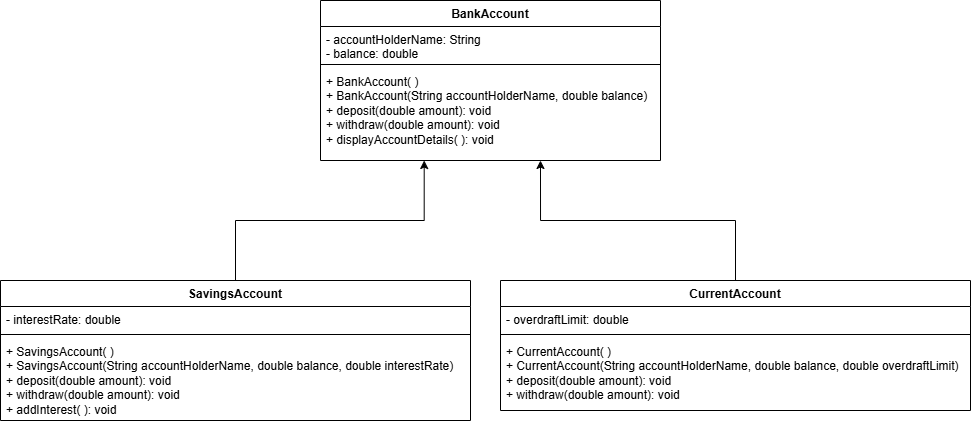 BankAccount
- accountHolderName: String
- balance: double
+ BankAccount( )
+ BankAccount(String accountHolderName, double balance)
+ deposit(double amount): void
+ withdraw(double amount): void
+ displayAccountDetails( ): void
SavingsAccount
- interestRate: double
+ SavingsAccount( )
+ SavingsAccount(String accountHolderName, double balance, double interestRate)
+ deposit(double amount): void
+ withdraw(double amount): void
+ addInterest( ): void
CurrentAccount
- overdraftLimit: double
+ CurrentAccount( )
+ CurrentAccount(String accountHolderName, double balance, double overdraftLimit)
+ deposit(double amount): void
+ withdraw(double amount): void